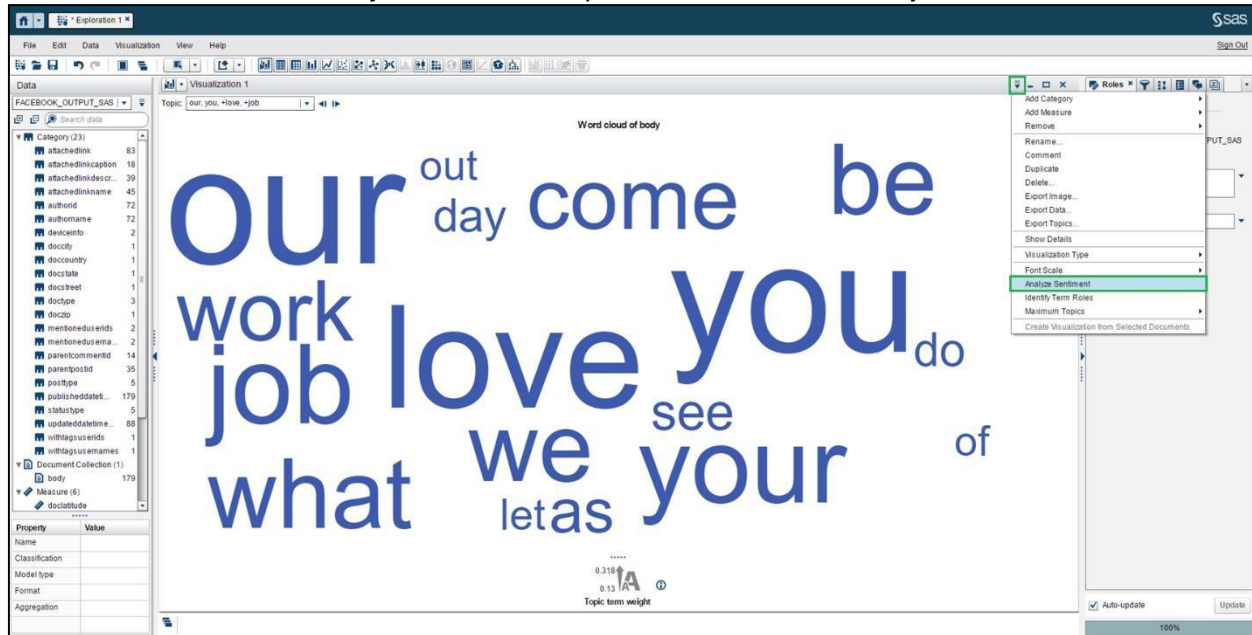 * Exploration 1 ×
sas
File Edit Data Visualization View Help
Sign Out
Data
Visualization 1
Roles ×
FACEBOOK_OUTPUT_SAS
Topic: our, you, +love, +job
Search data
Word cloud of body
Category (23)
attachedlink 83
attachedlinkcaption 18
attachedlinkdescr... 39
attachedlinkname 45
authorid 72
authorname 72
deviceinfo 2
doccity 1
doccountry 1
docstate 1
docstreet 1
doctype 3
doczip 1
mentioneduserids 2
mentioneduserna... 2
parentcommentid 14
parentpostid 35
posttype 5
publisheddateti... 179
statustype 5
updateddatetime... 88
withtagsuserids 1
withtagsusernames 1
Document Collection (1)
body 179
Measure (6)
doclatitude
Property Value
Name
Classification
Model type
Format
Aggregation
our out day come be
work love you do
job see of
what we your
let as
0.318
0.13
Topic term weight
Add Category
Add Measure
Remove
Rename...
Comment
Duplicate
Delete...
Export Image...
Export Data...
Export Topics...
Show Details
Visualization Type
Font Scale
Analyze Sentiment
Identify Term Roles
Maximum Topics
Create Visualization from Selected Documents
PUT_SAS
Auto-update
Update
100%